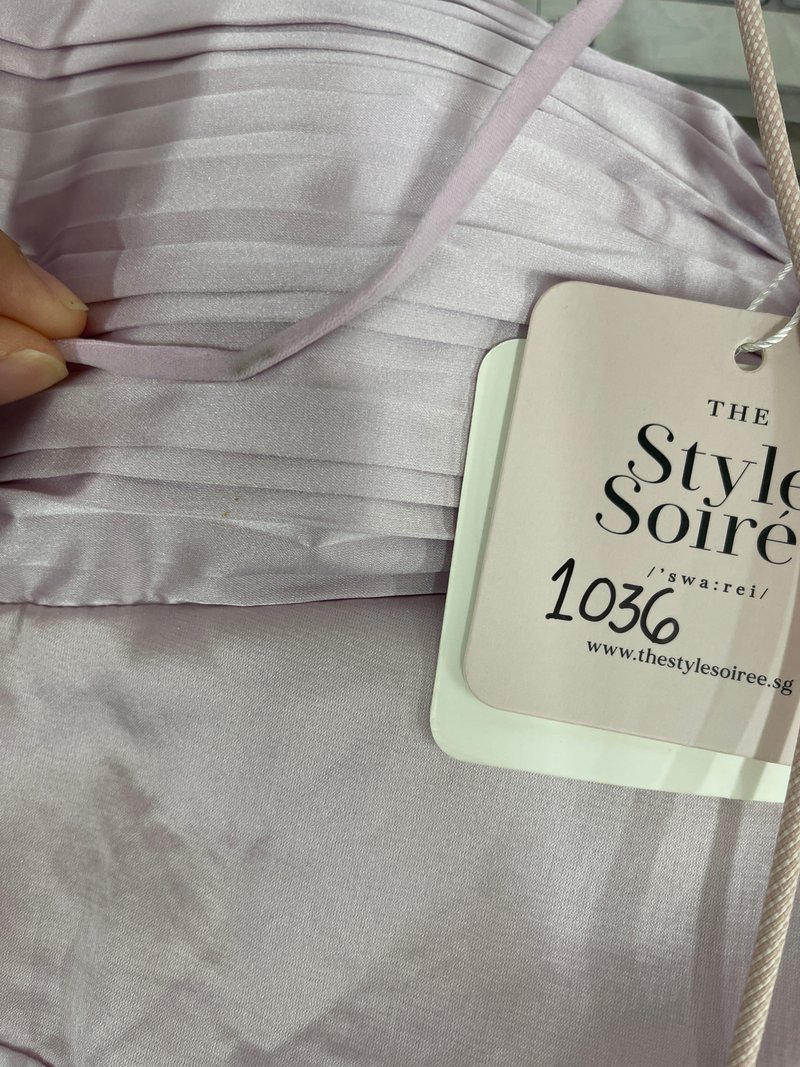 THE
Style
Soiré
/'swa:rei/
1036
www.thestylesoiree.sg